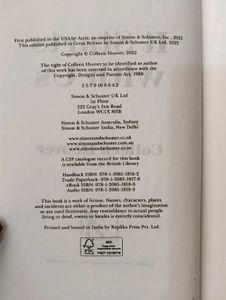 First published in the USA by Atria, an imprint of Simon & Schuster, Inc., 2022
This edition published in Great Britain by Simon & Schuster UK Ltd, 2022
Copyright © Colleen Hoover, 2022
The right of Colleen Hoover to be identified as author
of this work has been asserted in accordance with the
Copyright, Designs and Patents Act, 1988.
3 5 7 9 10 8 6 4 2
Simon & Schuster UK Ltd
1st Floor
222 Gray's Inn Road
London WC1X 8HB
Simon & Schuster Australia, Sydney
Simon & Schuster India, New Delhi
www.simonandschuster.co.uk
www.simonandschuster.com.au
www.simonandschuster.co.in
A CIP catalogue record for this book
is available from the British Library
Hardback ISBN: 978-1-3985-1816-2
Trade Paperback ISBN: 978-1-3985-1817-9
eBook ISBN: 978-1-3985-1818-6
Audio ISBN: 978-1-3985-1819-3
This book is a work of fiction. Names, characters, places
and incidents are either a product of the author's imagination
or are used fictitiously. Any resemblance to actual people
living or dead, events or locales is entirely coincidental.
FSC
MIX
Printed and bound in India by Replika Press Pvt. Ltd.